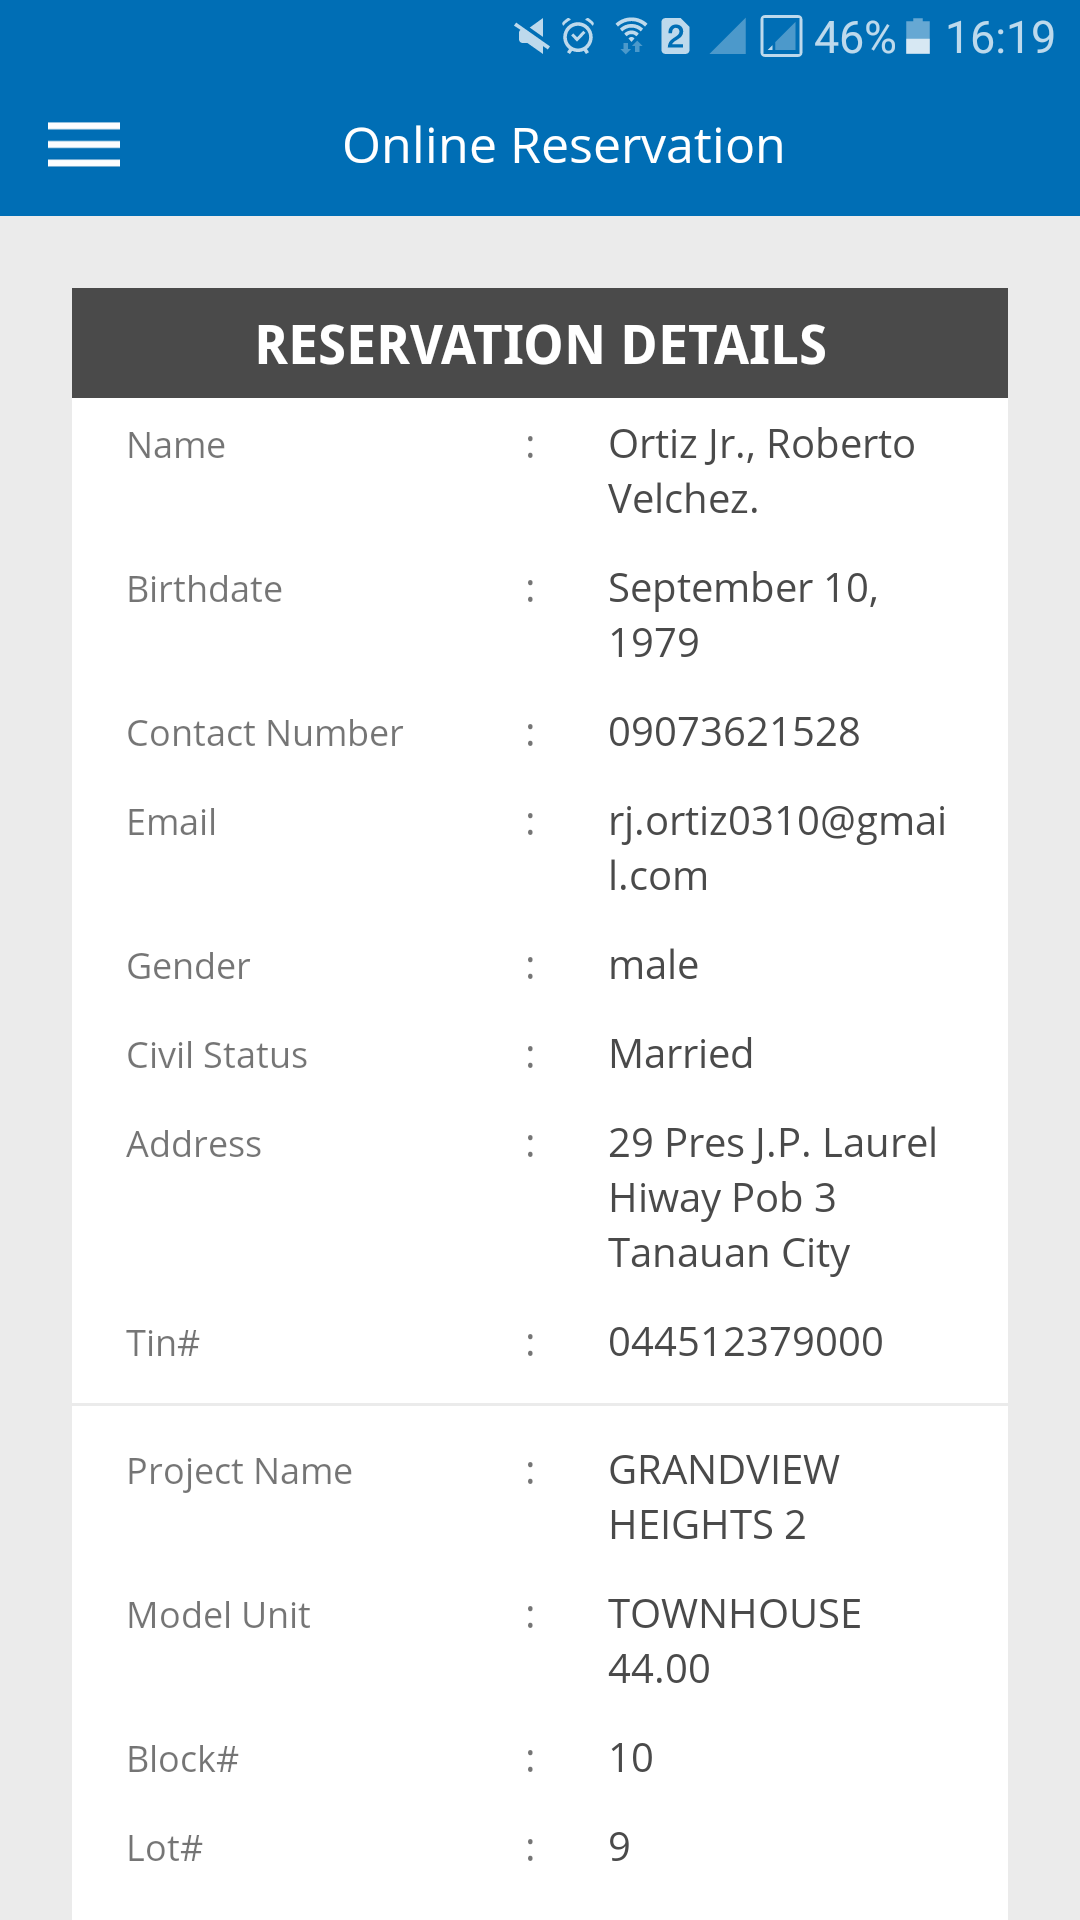 2 46% 16:19
Online Reservation
RESERVATION DETAILS
Name : Ortiz Jr., Roberto
Velchez.
Birthdate : September 10,
1979
Contact Number : 09073621528
Email : rj.ortiz0310@gmai
l.com
Gender : male
Civil Status : Married
Address : 29 Pres J.P. Laurel
Hiway Pob 3
Tanauan City
Tin# : 044512379000
Project Name : GRANDVIEW
HEIGHTS 2
Model Unit : TOWNHOUSE
44.00
Block# : 10
Lot# : 9